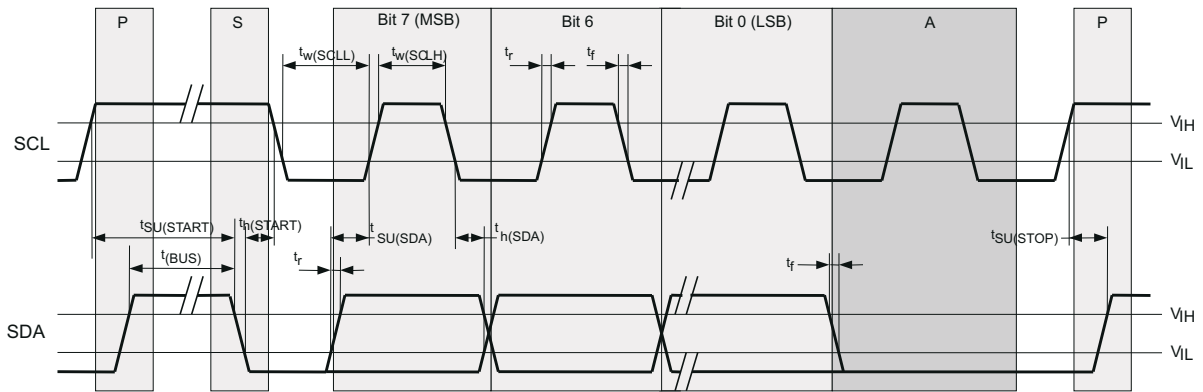 P S Bit 7 (MSB) Bit 6 Bit 0 (LSB) A P
tw(SCLL) tw(SCLH) tr tf
SCL
VIH
VIL
tSU(START) th(START) tSU(SDA) th(SDA) tSU(STOP)
t(BUS) tr tf
SDA
VIH
VIL